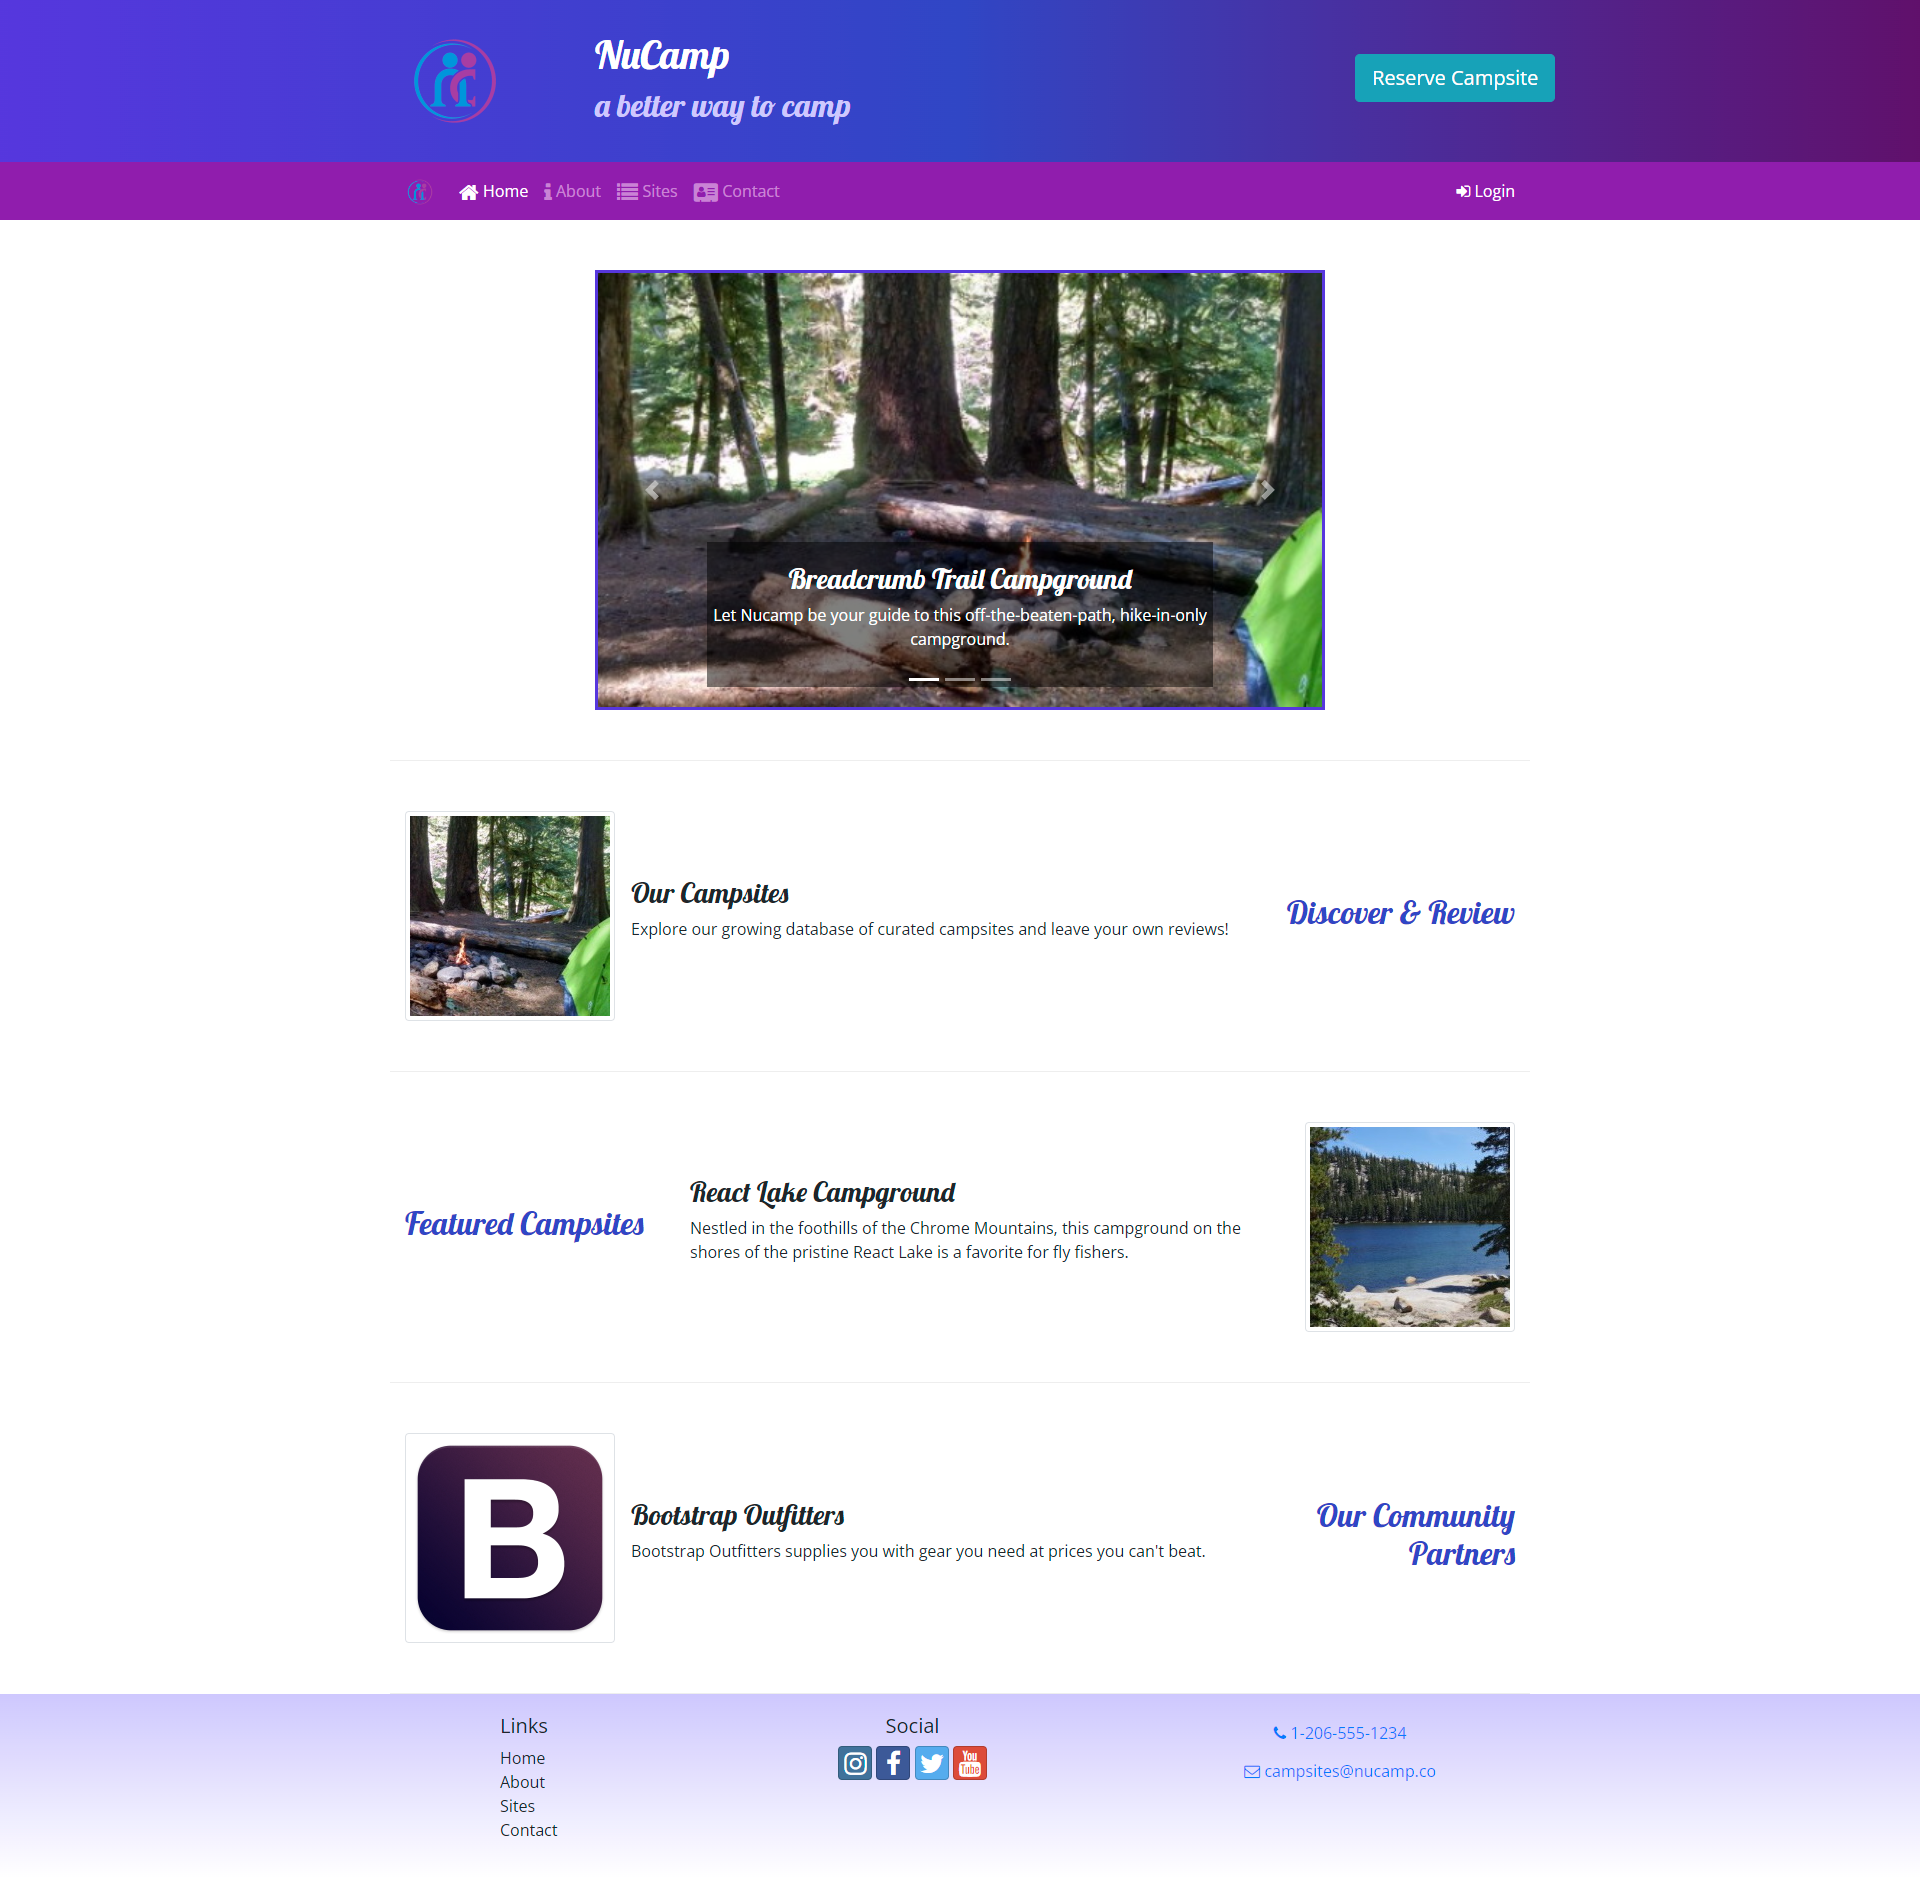 NuCamp
a better way to camp
Reserve Campsite
Home
About
Sites
Contact
Login
Breadcrumb Trail Campground
Let Nucamp be your guide to this off-the-beaten-path, hike-in-only
campground.
Our Campsites
Explore our growing database of curated campsites and leave your own reviews!
Discover & Review
Featured Campsites
React Lake Campground
Nestled in the foothills of the Chrome Mountains, this campground on the
shores of the pristine React Lake is a favorite for fly fishers.
B
Bootstrap Outfitters
Bootstrap Outfitters supplies you with gear you need at prices you can't beat.
Our Community
Partners
Links
Home
About
Sites
Contact
Social
You
Tube
1-206-555-1234
campsites@nucamp.co